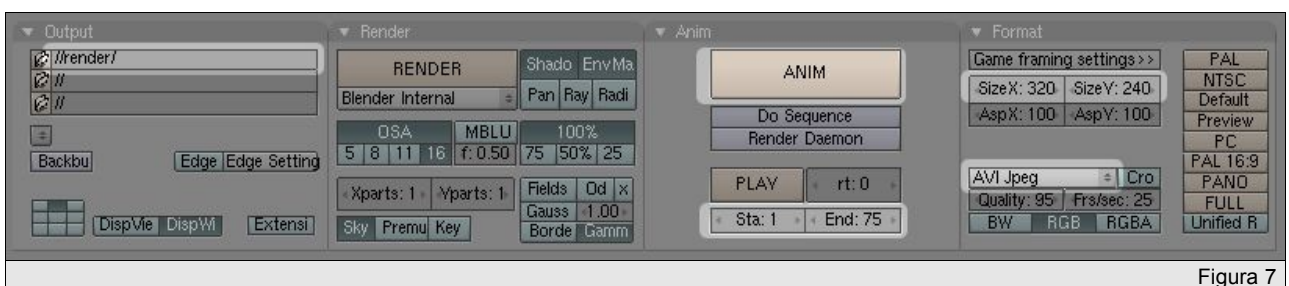 Output
//render/
//
//
Backbu
Edge
Edge Setting
DispVie
DispWi
Extensi
Render
RENDER
Blender Internal
Shado
EnvMa
Pan
Ray
Radi
OSA
MBLU
100%
5
8
11
16
f: 0.50
75
50%
25
Xparts: 1
Yparts: 1
Fields
Od
x
Gauss
1.00
Sky
Premu
Key
Borde
Gamm
Anim
ANIM
Do Sequence
Render Daemon
PLAY
rt: 0
Sta: 1
End: 75
Format
Game framing settings>>
SizeX: 320
SizeY: 240
AspX: 100
AspY: 100
AVI Jpeg
Cro
Quality: 95
Frs/sec: 25
BW
RGB
RGBA
PAL
NTSC
Default
Preview
PC
PAL 16:9
PANO
FULL
Unified R
Figura 7